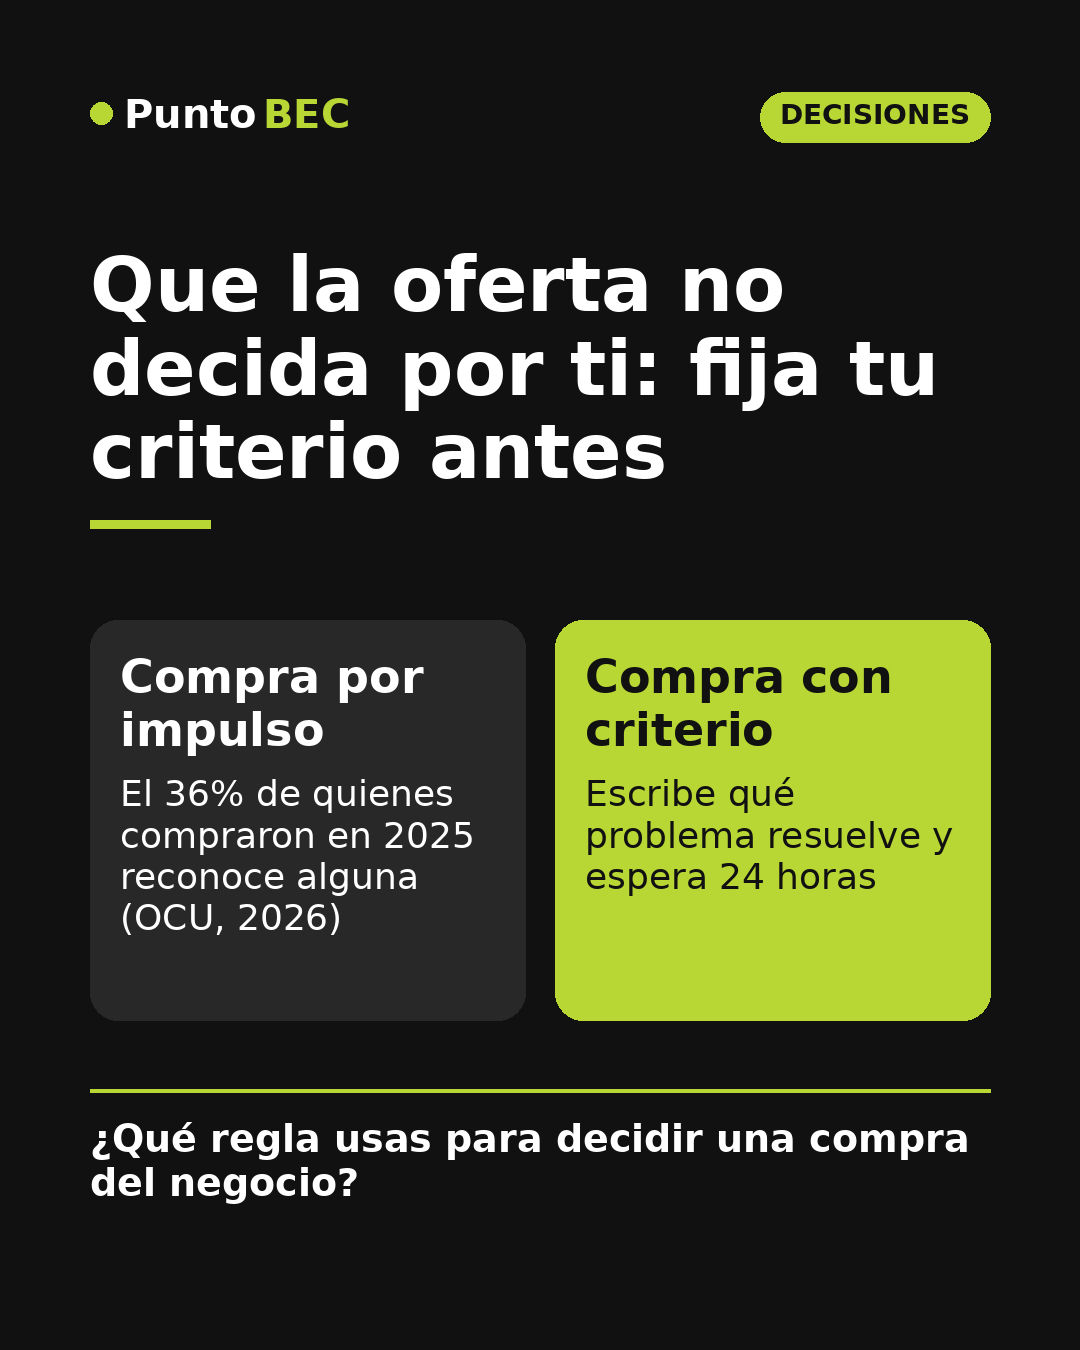 Punto BEC
DECISIONES
Que la oferta no
decida por ti: fija tu
criterio antes
Compra por
impulso
El 36% de quienes
compraron en 2025
reconoce alguna
(OCU, 2026)
Compra con
criterio
Escribe qué
problema resuelve y
espera 24 horas
¿Qué regla usas para decidir una compra
del negocio?